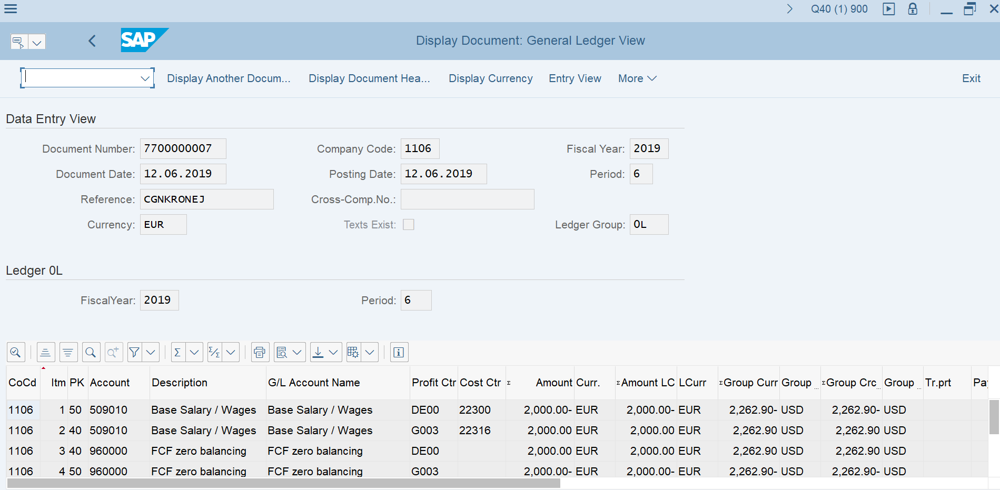 Q40 (1) 900
SAP Display Document: General Ledger View
Display Another Docum... Display Document Hea... Display Currency Entry View More Exit
Data Entry View
Document Number: 7700000007 Company Code: 1106 Fiscal Year: 2019
Document Date: 12.06.2019 Posting Date: 12.06.2019 Period: 6
Reference: CGNKRONEJ Cross-Comp.No.:
Currency: EUR Texts Exist: Ledger Group: 0L
Ledger 0L
FiscalYear: 2019 Period: 6
CoCd Itm PK Account Description G/L Account Name Profit Ctr Cost Ctr Σ Amount Curr. Σ Amount LC LCurr Σ Group Curr Group ... Σ Group Crc... Group ... Tr.prt Pay
1106 1 50 509010 Base Salary / Wages Base Salary / Wages DE00 22300 2,000.00- EUR 2,000.00- EUR 2,262.90- USD 2,262.90- USD
1106 2 40 509010 Base Salary / Wages Base Salary / Wages G003 22316 2,000.00 EUR 2,000.00 EUR 2,262.90 USD 2,262.90 USD
1106 3 40 960000 FCF zero balancing FCF zero balancing DE00 2,000.00 EUR 2,000.00 EUR 2,262.90 USD 2,262.90 USD
1106 4 50 960000 FCF zero balancing FCF zero balancing G003 2,000.00- EUR 2,000.00- EUR 2,262.90- USD 2,262.90- USD